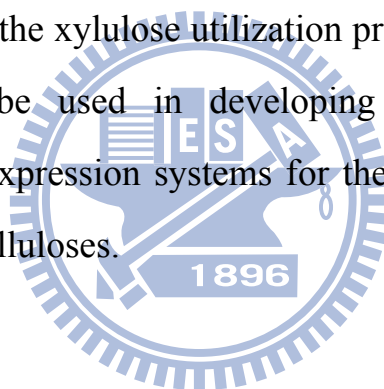 the xylulose utilization pr
be used in developing
E S A
xpression systems for the
lluloses.
1896